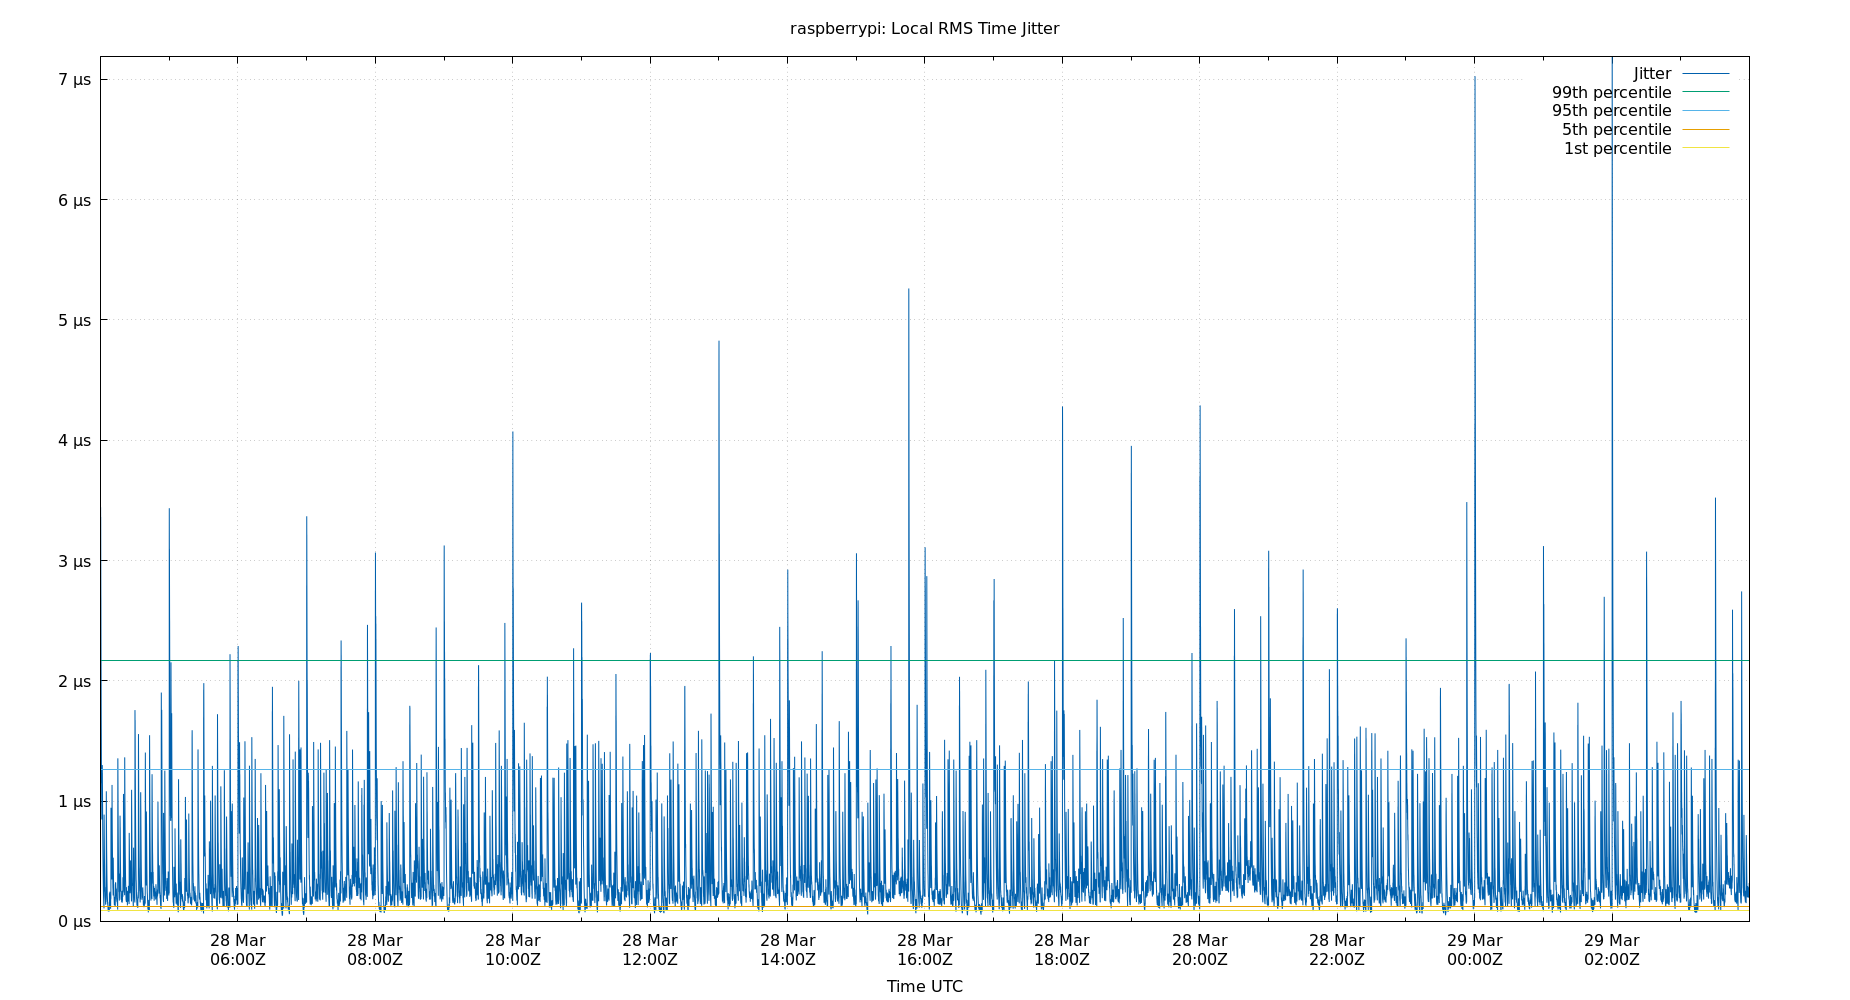 raspberrypi: Local RMS Time Jitter
Jitter
99th percentile
95th percentile
5th percentile
1st percentile
7 µs
6 µs
5 µs
4 µs
3 µs
2 µs
1 µs
0 µs
28 Mar 28 Mar 28 Mar 28 Mar 28 Mar 28 Mar 28 Mar 28 Mar 28 Mar 29 Mar 29 Mar
06:00Z 08:00Z 10:00Z 12:00Z 14:00Z 16:00Z 18:00Z 20:00Z 22:00Z 00:00Z 02:00Z
Time UTC